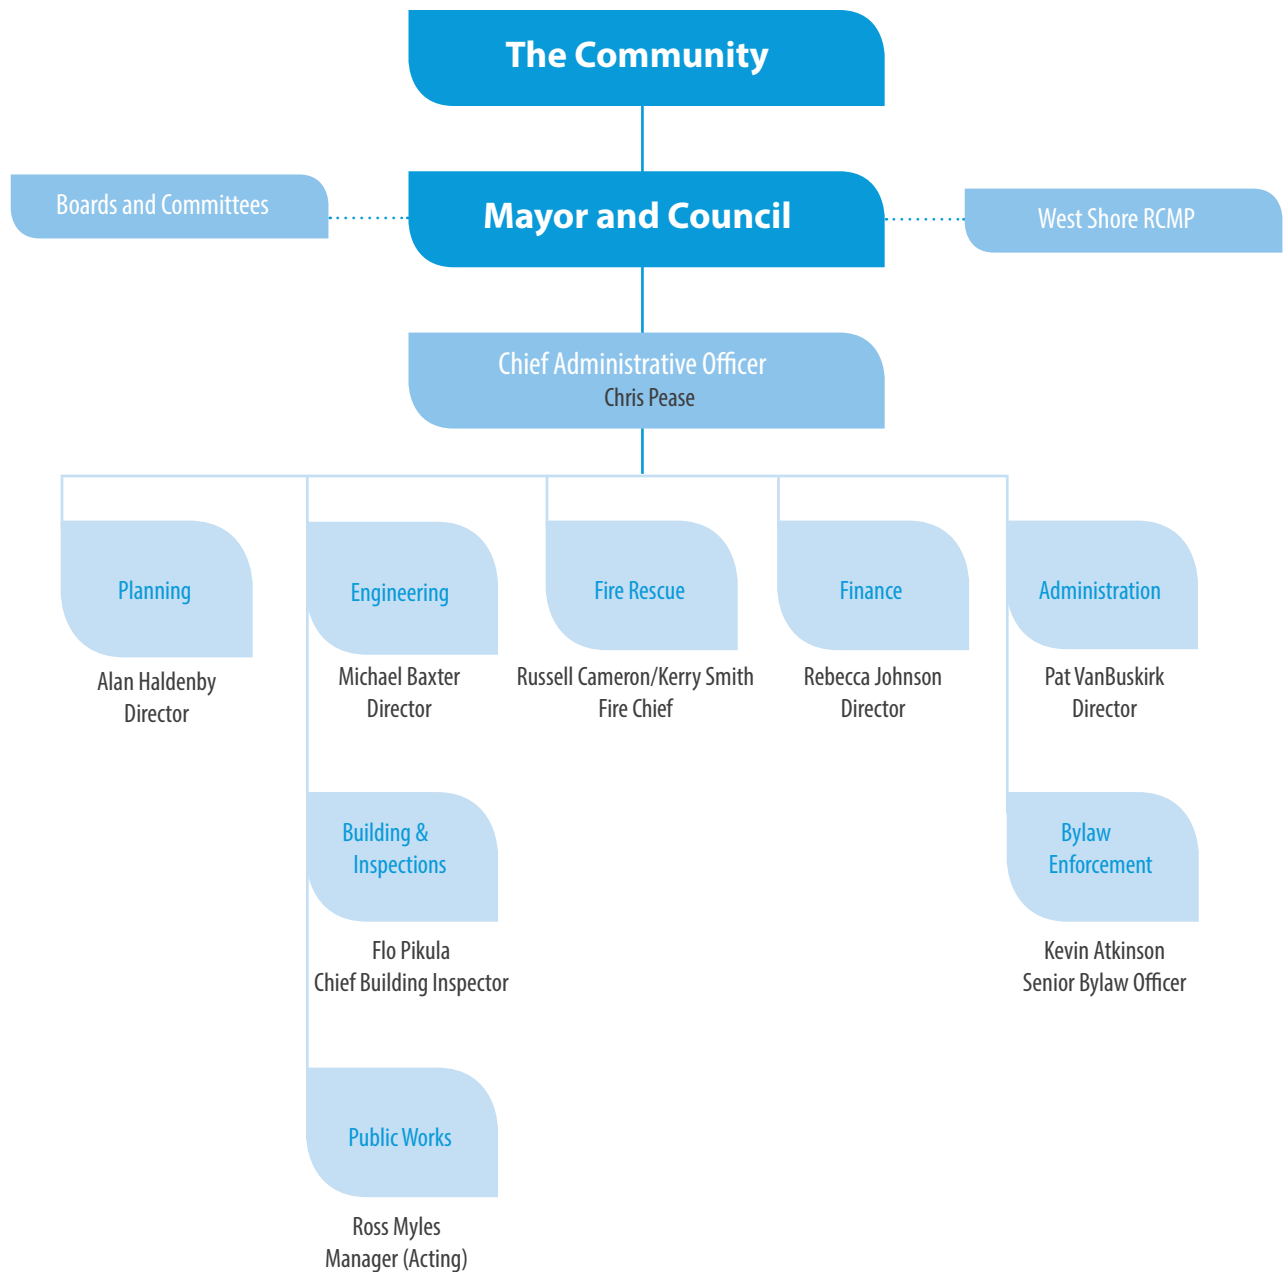 The Community
Boards and Committees
Mayor and Council
West Shore RCMP
Chief Administrative Officer
Chris Pease
Planning
Alan Haldenby
Director
Engineering
Michael Baxter
Director
Fire Rescue
Russell Cameron/Kerry Smith
Fire Chief
Finance
Rebecca Johnson
Director
Administration
Pat VanBuskirk
Director
Building &
Inspections
Flo Pikula
Chief Building Inspector
Bylaw
Enforcement
Kevin Atkinson
Senior Bylaw Officer
Public Works
Ross Myles
Manager (Acting)